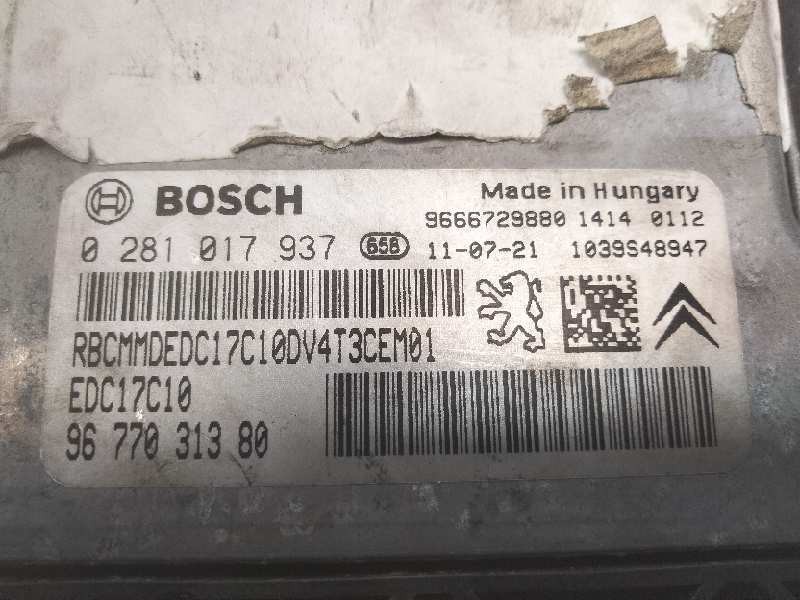 BOSCH Made in Hungary
9666729880 1414 0112
0 281 017 937 658 11-07-21 1039S48947
RBCMMDEDC17C10DV4T3CEM01
EDC17C10
96 770 313 80